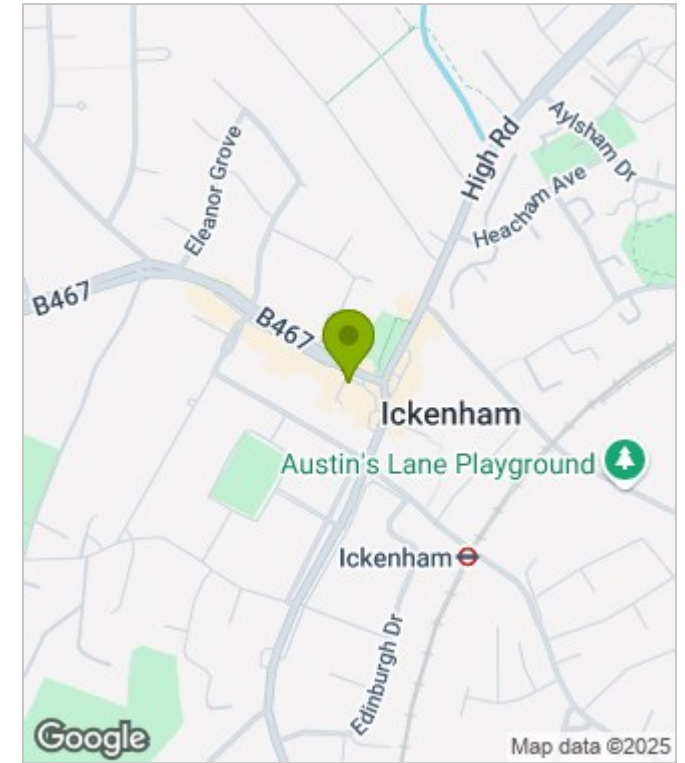 Aylsham Dr
High Rd
Eleanor Grove
Heacham Ave
B467
B467
Ickenham
Austin's Lane Playground
Ickenham
Edinburgh Dr
Google
Map data ©2025